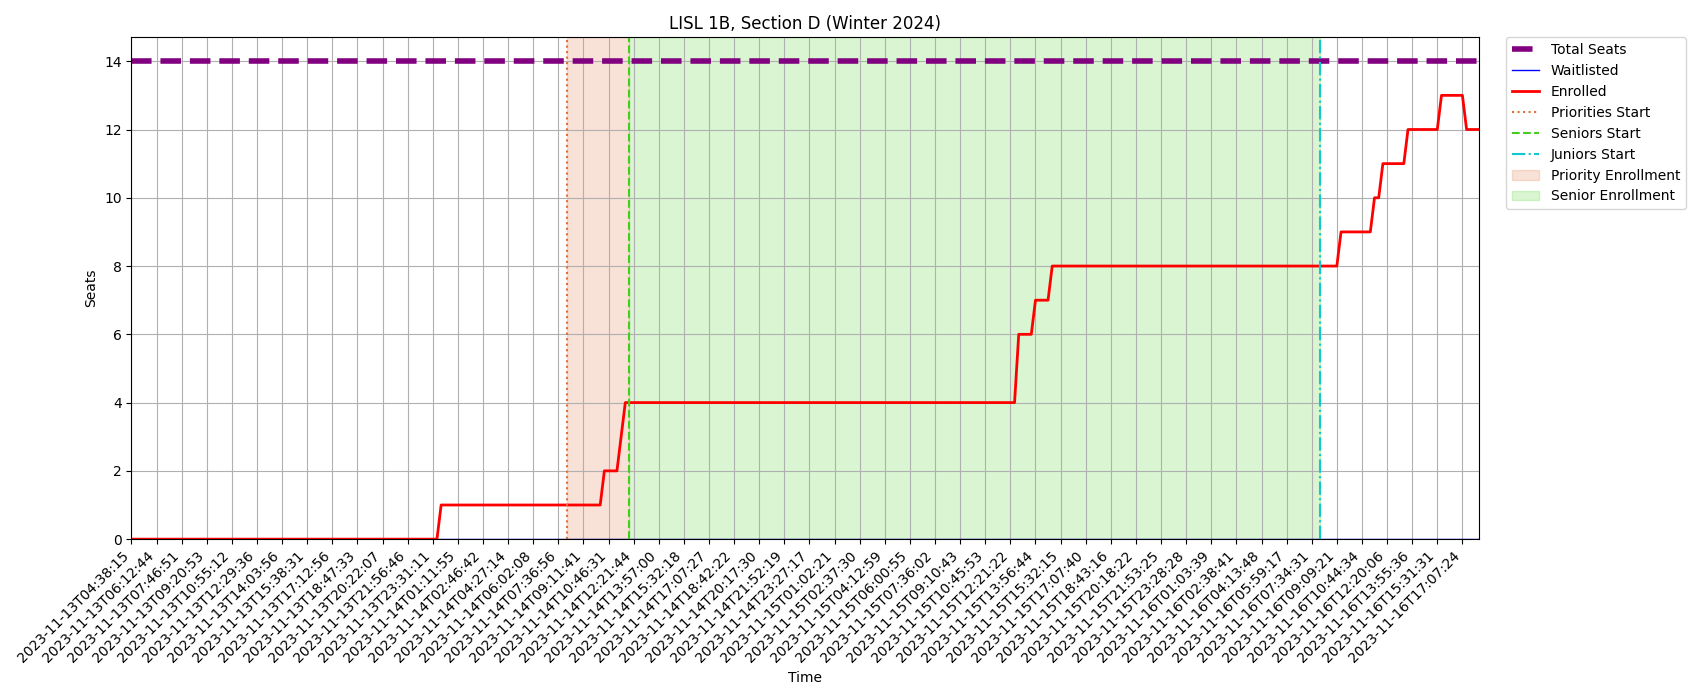 LISL 1B, Section D (Winter 2024)
Total Seats
Waitlisted
Enrolled
Priorities Start
Seniors Start
Juniors Start
Priority Enrollment
Senior Enrollment
Seats
14
12
10
8
6
4
2
0
2023-11-13T04:38:15
2023-11-13T06:12:44
2023-11-13T07:46:51
2023-11-13T09:20:53
2023-11-13T10:55:12
2023-11-13T12:29:36
2023-11-13T14:03:56
2023-11-13T15:38:31
2023-11-13T17:12:56
2023-11-13T18:47:33
2023-11-13T20:22:07
2023-11-13T21:56:46
2023-11-13T23:31:11
2023-11-14T01:11:55
2023-11-14T02:46:42
2023-11-14T04:27:14
2023-11-14T06:02:08
2023-11-14T07:36:56
2023-11-14T09:11:41
2023-11-14T10:46:31
2023-11-14T12:21:44
2023-11-14T13:57:00
2023-11-14T15:32:18
2023-11-14T17:07:27
2023-11-14T18:42:22
2023-11-14T20:17:30
2023-11-14T21:52:19
2023-11-14T23:27:17
2023-11-15T01:02:21
2023-11-15T02:37:30
2023-11-15T04:12:59
2023-11-15T06:00:55
2023-11-15T07:36:02
2023-11-15T09:10:43
2023-11-15T10:45:53
2023-11-15T12:21:22
2023-11-15T13:56:44
2023-11-15T15:32:15
2023-11-15T17:07:40
2023-11-15T18:43:16
2023-11-15T20:18:22
2023-11-15T21:53:25
2023-11-15T23:28:28
2023-11-16T01:03:39
2023-11-16T02:38:41
2023-11-16T04:13:48
2023-11-16T05:59:17
2023-11-16T07:34:31
2023-11-16T09:09:21
2023-11-16T10:44:34
2023-11-16T12:20:06
2023-11-16T13:55:36
2023-11-16T15:31:31
2023-11-16T17:07:24
Time